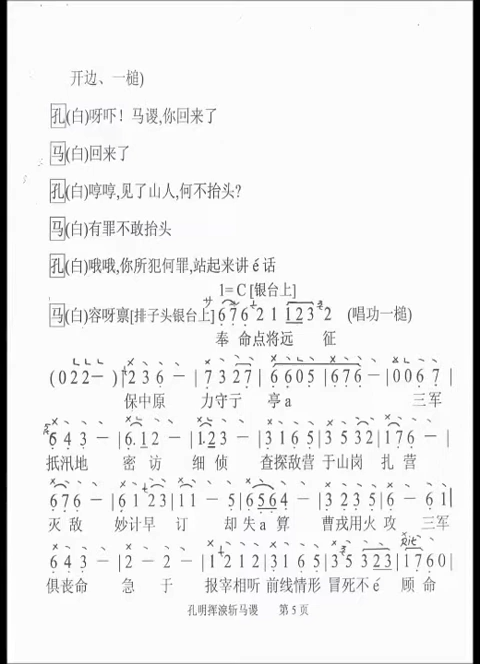 开边、一槌)
孔(白)呀吓! 马谡,你回来了
马(白)回来了
孔(白)哼哼,见了山人,何不抬头?
马(白)有罪不敢抬头
孔(白)哦哦,你所犯何罪,站起来讲é话
1=C [银台上]
马(白)容呀禀[排子头银台上] 6 7 6 2 1 1 2 3 2 (唱功一槌)
奉 命点将远 征
(0 2 2 — ) | 2 3 6 — | 7 3 2 7 | 6 6 0 5 | 6 7 6 — | 0 0 6 7 |
保中原 力守亍 亭a 三军
6 4 3 — | 6. 1 2 — | 1. 2 3 — | 3 1 6 5 | 3 5 3 2 | 1 7 6 — |
抵汛地 密 访 细 侦 查探敌营 于山岗 扎 营
6 7 6 — | 6 1 2 3 | 1 1 — 5 | 6 5 6 4 — | 3 2 3 5 | 6 — 6 1 |
灭 敌 妙计早 订 却 失a 算 曹戎用火 攻 三军
6 4 3 — | 2 — 2 — | 1 2 1 2 | 3 1 6 5 | 3 5 3 2 3 | 1 7 6 0 |
俱丧命 急 于 报宰相听 前线情形 冒死不é 顾 命
孔明挥泪斩马谡 第 5 页